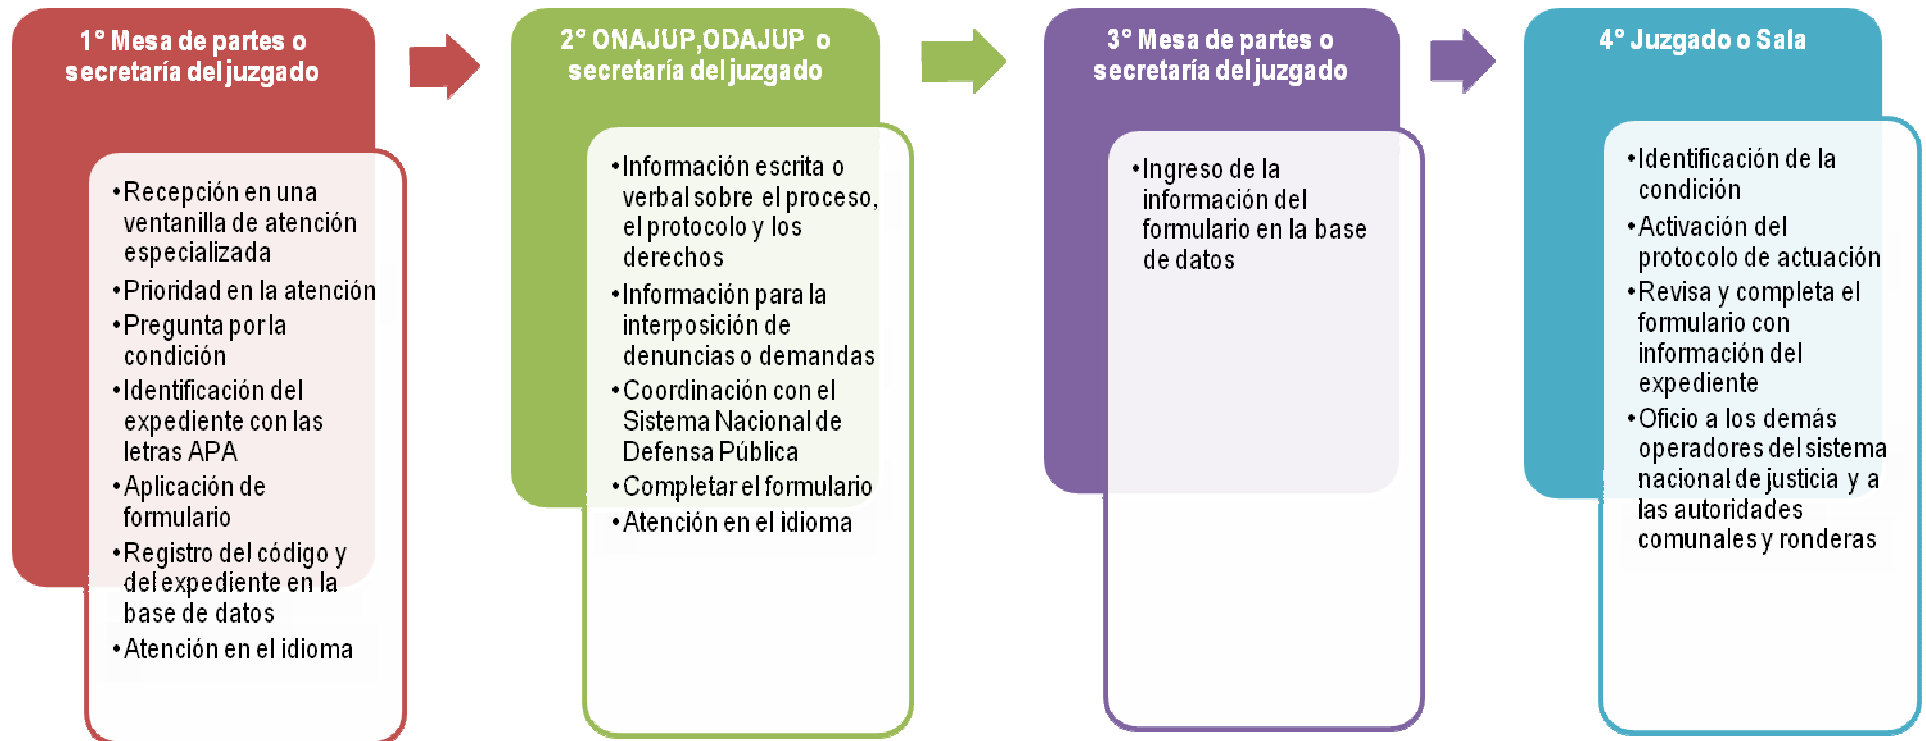 1° Mesa de partes o
secretaría del juzgado
•Recepción en una
ventanilla de atención
especializada
•Prioridad en la atención
•Pregunta por la
condición
•Identificación del
expediente con las
letras APA
•Aplicación de
formulario
•Registro del código y
del expediente en la
base de datos
•Atención en el idioma
2° ONAJUP,ODAJUP o
secretaría del juzgado
•Información escrita o
verbal sobre el proceso,
el protocolo y los
derechos
•Información para la
interposición de
denuncias o demandas
•Coordinación con el
Sistema Nacional de
Defensa Pública
•Completar el formulario
•Atención en el idioma
3° Mesa de partes o
secretaría del juzgado
•Ingreso de la
información del
formulario en la base
de datos
4° Juzgado o Sala
•Identificación de la
condición
•Activación del
protocolo de actuación
•Revisa y completa el
formulario con
información del
expediente
•Oficio a los demás
operadores del sistema
nacional de justicia y a
las autoridades
comunales y ronderas